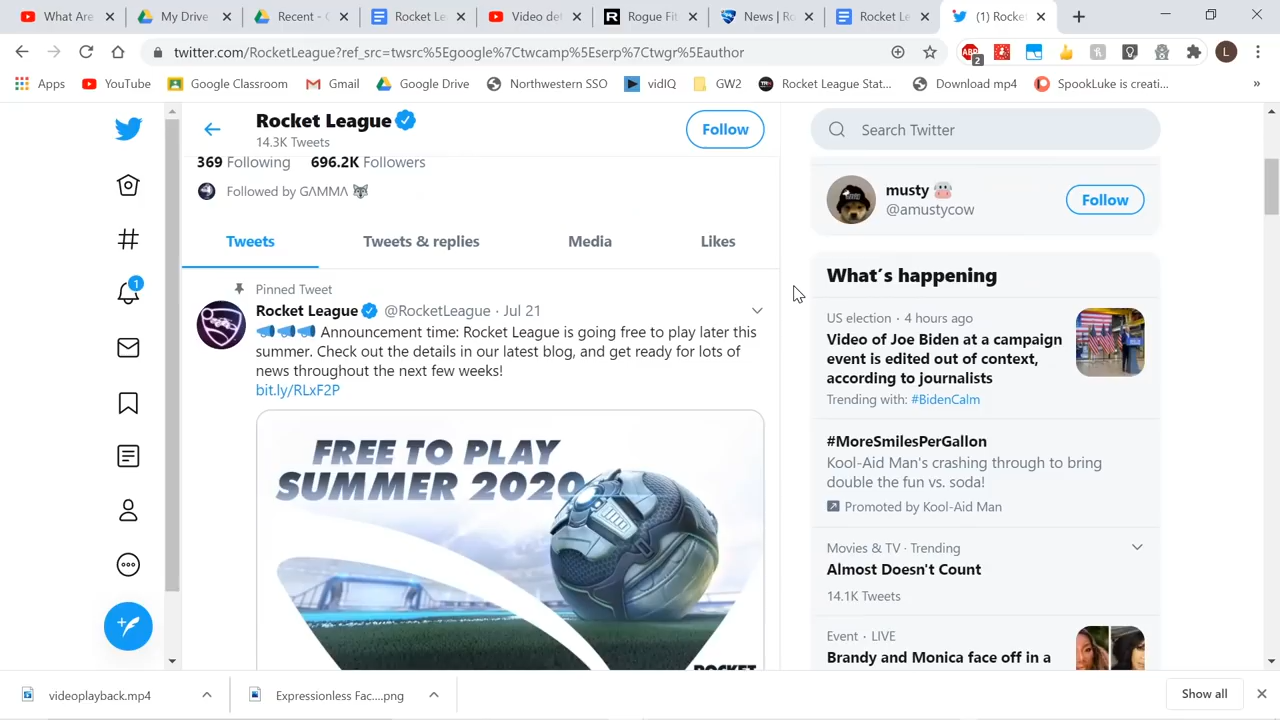 What Are
My Drive
Rocent - C
Rocket Le
Video det
Rogue Fit
News | Ro
Rocket Le
(1) Rocke
twitter.com/RocketLeague?ref_src=twsrc%5Egoogle%7Ctwcamp%5Eserp%7Ctwgr%5Eauthor
ABP
2
L
Apps
YouTube
Google Classroom
Gmail
Google Drive
Northwestern SSO
vidIQ
GW2
Rocket League Stat...
Download mp4
SpookLuke is creati...
»
Rocket League
14.3K Tweets
Follow
369 Following 696.2K Followers
Followed by GΛMMΛ 🐺
Tweets
Tweets & replies
Media
Likes
Pinned Tweet
Rocket League @RocketLeague · Jul 21
📢📢📢 Announcement time: Rocket League is going free to play later this
summer. Check out the details in our latest blog, and get ready for lots of
news throughout the next few weeks!
bit.ly/RLxF2P
FREE TO PLAY
SUMMER 2020
ROCKET
1
Search Twitter
musty 🐮
@amustycow
Follow
What's happening
US election · 4 hours ago
Video of Joe Biden at a campaign
event is edited out of context,
according to journalists
Trending with: #BidenCalm
#MoreSmilesPerGallon
Kool-Aid Man's crashing through to bring
double the fun vs. soda!
Promoted by Kool-Aid Man
Movies & TV · Trending
Almost Doesn't Count
14.1K Tweets
Event · LIVE
Brandy and Monica face off in a
videoplayback.mp4
Expressionless Fac....png
Show all